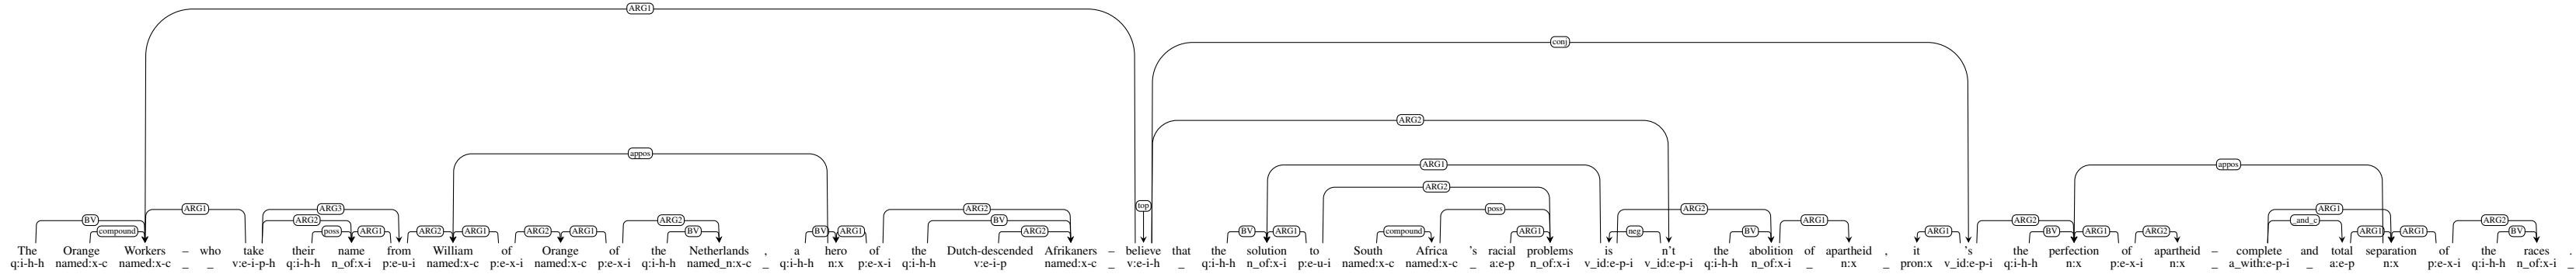 ARG1
conj
ARG2
appos
ARG1 appos
ARG2
top
ARG1 ARG3 ARG2 poss ARG2 ARG1
BV ARG2 ARG2 BV ARG1 ARG2 _and_c ARG2
compound poss ARG1 ARG2 ARG1 ARG2 ARG1 BV BV ARG1 ARG2 BV ARG1 compound ARG1 neg BV ARG1 BV ARG1 ARG2 ARG1 ARG1 BV
The Orange Workers – who take their name from William of Orange of the Netherlands , a hero of the Dutch-descended Afrikaners – believe that the solution to South Africa 's racial problems is n't the abolition of apartheid , it 's the perfection of apartheid – complete and total separation of the races .
q:i-h-h named:x-c named:x-c _ _ v:e-i-p-h q:i-h-h n_of:x-i p:e-u-i named:x-c p:e-x-i named:x-c p:e-x-i q:i-h-h named_n:x-c _ q:i-h-h n:x p:e-x-i q:i-h-h v:e-i-p named:x-c _ v:e-i-h _ q:i-h-h n_of:x-i p:e-u-i named:x-c named:x-c _ a:e-p n_of:x-i v_id:e-p-i v_id:e-p-i q:i-h-h n_of:x-i _ n:x _ pron:x v_id:e-p-i q:i-h-h n:x p:e-x-i n:x _ a_with:e-p-i _ a:e-p n:x p:e-x-i q:i-h-h n_of:x-i _